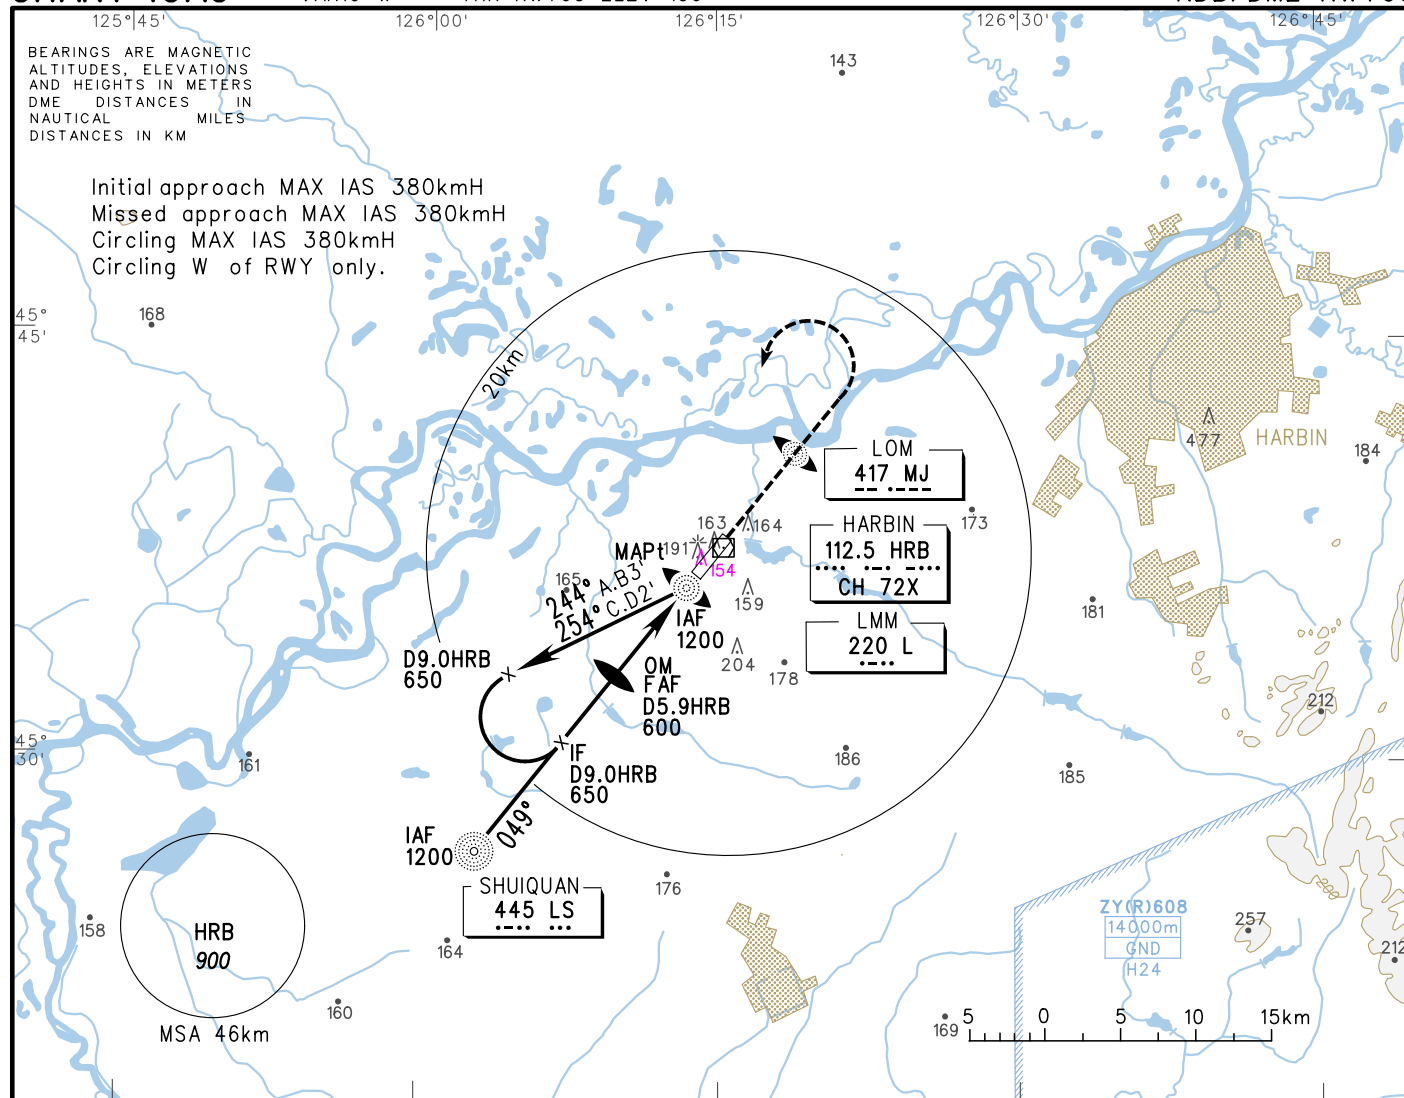 125°45'
126°00'
126°15'
126°30'
126°45'
BEARINGS ARE MAGNETIC
ALTITUDES, ELEVATIONS
AND HEIGHTS IN METERS
DME DISTANCES IN
NAUTICAL MILES
DISTANCES IN KM
143
Initial approach MAX IAS 380kmH
Missed approach MAX IAS 380kmH
Circling MAX IAS 380kmH
Circling W of RWY only.
168
45°
45'
20km
477
HARBIN
184
LOM
417 MJ
173
163
164
HARBIN
112.5 HRB
CH 72X
MAPt
191
154
165
244° A.B3'
254° C.D2'
159
181
IAF
1200
LMM
220 L
204
178
D9.0HRB
650
OM
FAF
D5.9HRB
600
212
45°
30'
161
IF
D9.0HRB
650
186
185
049°
IAF
1200
SHUIQUAN
445 LS
176
200
158
HRB
900
164
ZY(R)608
14000m
GND
H24
257
212
160
MSA 46km
169
5 0 5 10 15km